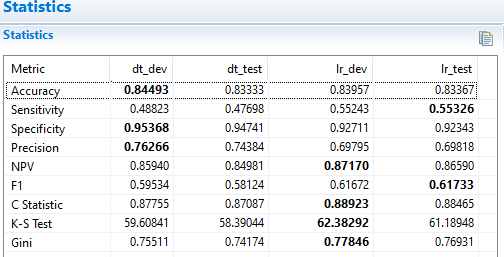 Statistics
Statistics
Metric dt_dev dt_test lr_dev lr_test
Accuracy 0.84493 0.83333 0.83957 0.83367
Sensitivity 0.48823 0.47698 0.55243 0.55326
Specificity 0.95368 0.94741 0.92711 0.92343
Precision 0.76266 0.74384 0.69795 0.69818
NPV 0.85940 0.84981 0.87170 0.86590
F1 0.59534 0.58124 0.61672 0.61733
C Statistic 0.87755 0.87087 0.88923 0.88465
K-S Test 59.60841 58.39044 62.38292 61.18948
Gini 0.75511 0.74174 0.77846 0.76931